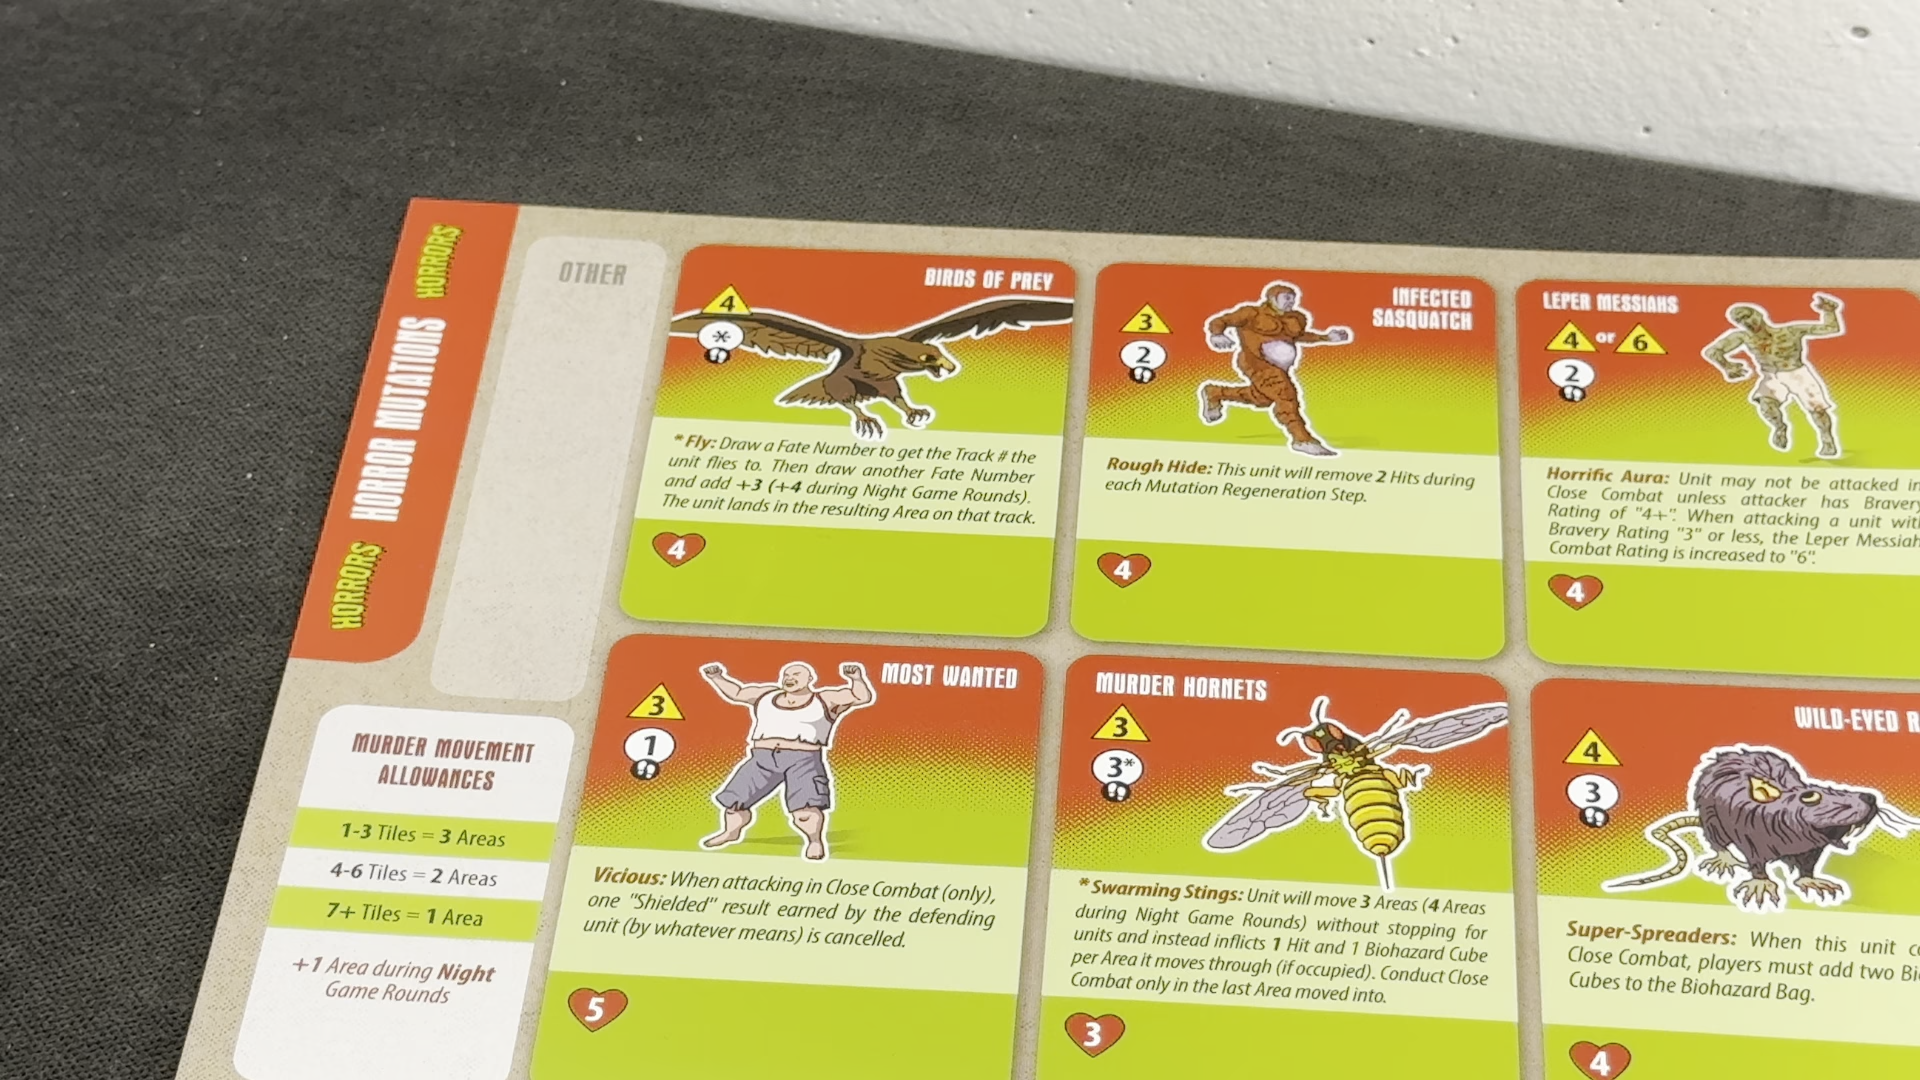 HORRORS
HORROR MUTATIONS
HORRORS
OTHER
BIRDS OF PREY
4
*
*Fly: Draw a Fate Number to get the Track # the
unit flies to. Then draw another Fate Number
and add +3 (+4 during Night Game Rounds).
The unit lands in the resulting Area on that track.
4
INFECTED
SASQUATCH
3
2
Rough Hide: This unit will remove 2 Hits during
each Mutation Regeneration Step.
4
LEPER MESSIAHS
4 or 6
2
Horrific Aura: Unit may not be attacked in
Close Combat unless attacker has Bravery
Rating of "4+". When attacking a unit with
Bravery Rating "3" or less, the Leper Messiah
Combat Rating is increased to "6".
4
MURDER MOVEMENT
ALLOWANCES
1-3 Tiles = 3 Areas
4-6 Tiles = 2 Areas
7+ Tiles = 1 Area
+1 Area during Night
Game Rounds
MOST WANTED
3
1
Vicious: When attacking in Close Combat (only),
one "Shielded" result earned by the defending
unit (by whatever means) is cancelled.
5
MURDER HORNETS
3
3*
*Swarming Stings: Unit will move 3 Areas (4 Areas
during Night Game Rounds) without stopping for
units and instead inflicts 1 Hit and 1 Biohazard Cube
per Area it moves through (if occupied). Conduct Close
Combat only in the last Area moved into.
3
WILD-EYED
4
3
Super-Spreaders: When this unit
Close Combat, players must add two
Cubes to the Biohazard Bag.
4